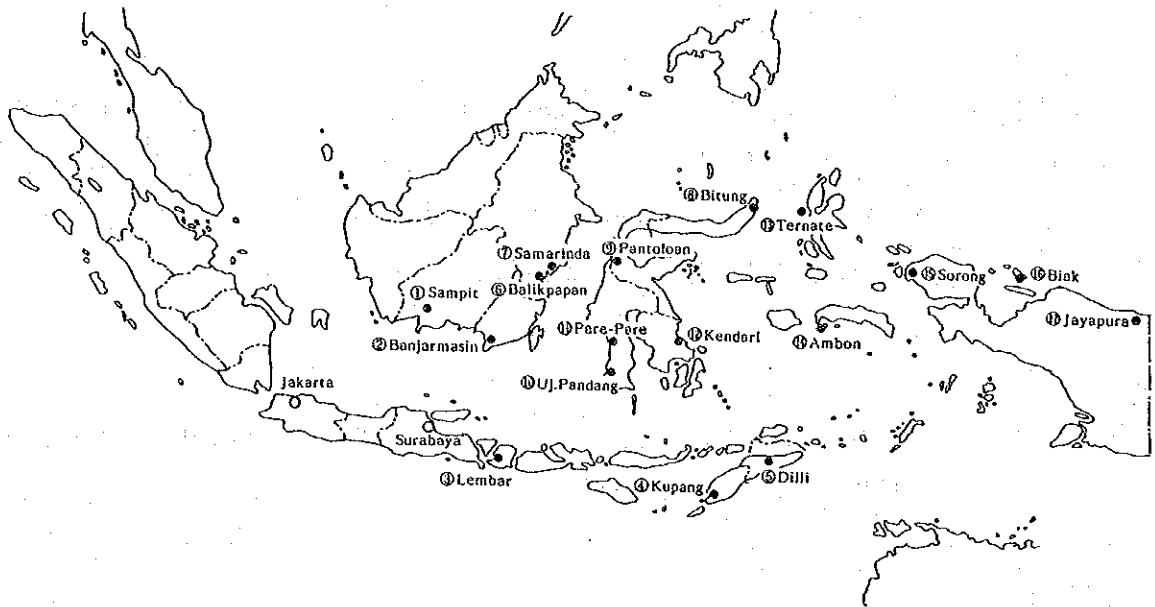 ⑧Bitung
⑬Ternate
⑦Samarinda
⑨Pantoloan
⑥Balikpapan
⑮Sorong
⑯Biak
①Sampit
⑪Pare-Pare
⑫Kendari
⑭Ambon
⑰Jayapura
②Banjarmasin
⑩Uj.Pandang
Jakarta
Surabaya
③Lembar
④Kupang
⑤Dilli